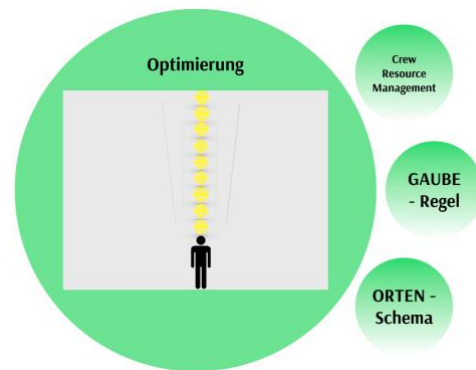 Optimierung
Crew
Resource
Management
GAUBE
- Regel
ORTEN -
Schema